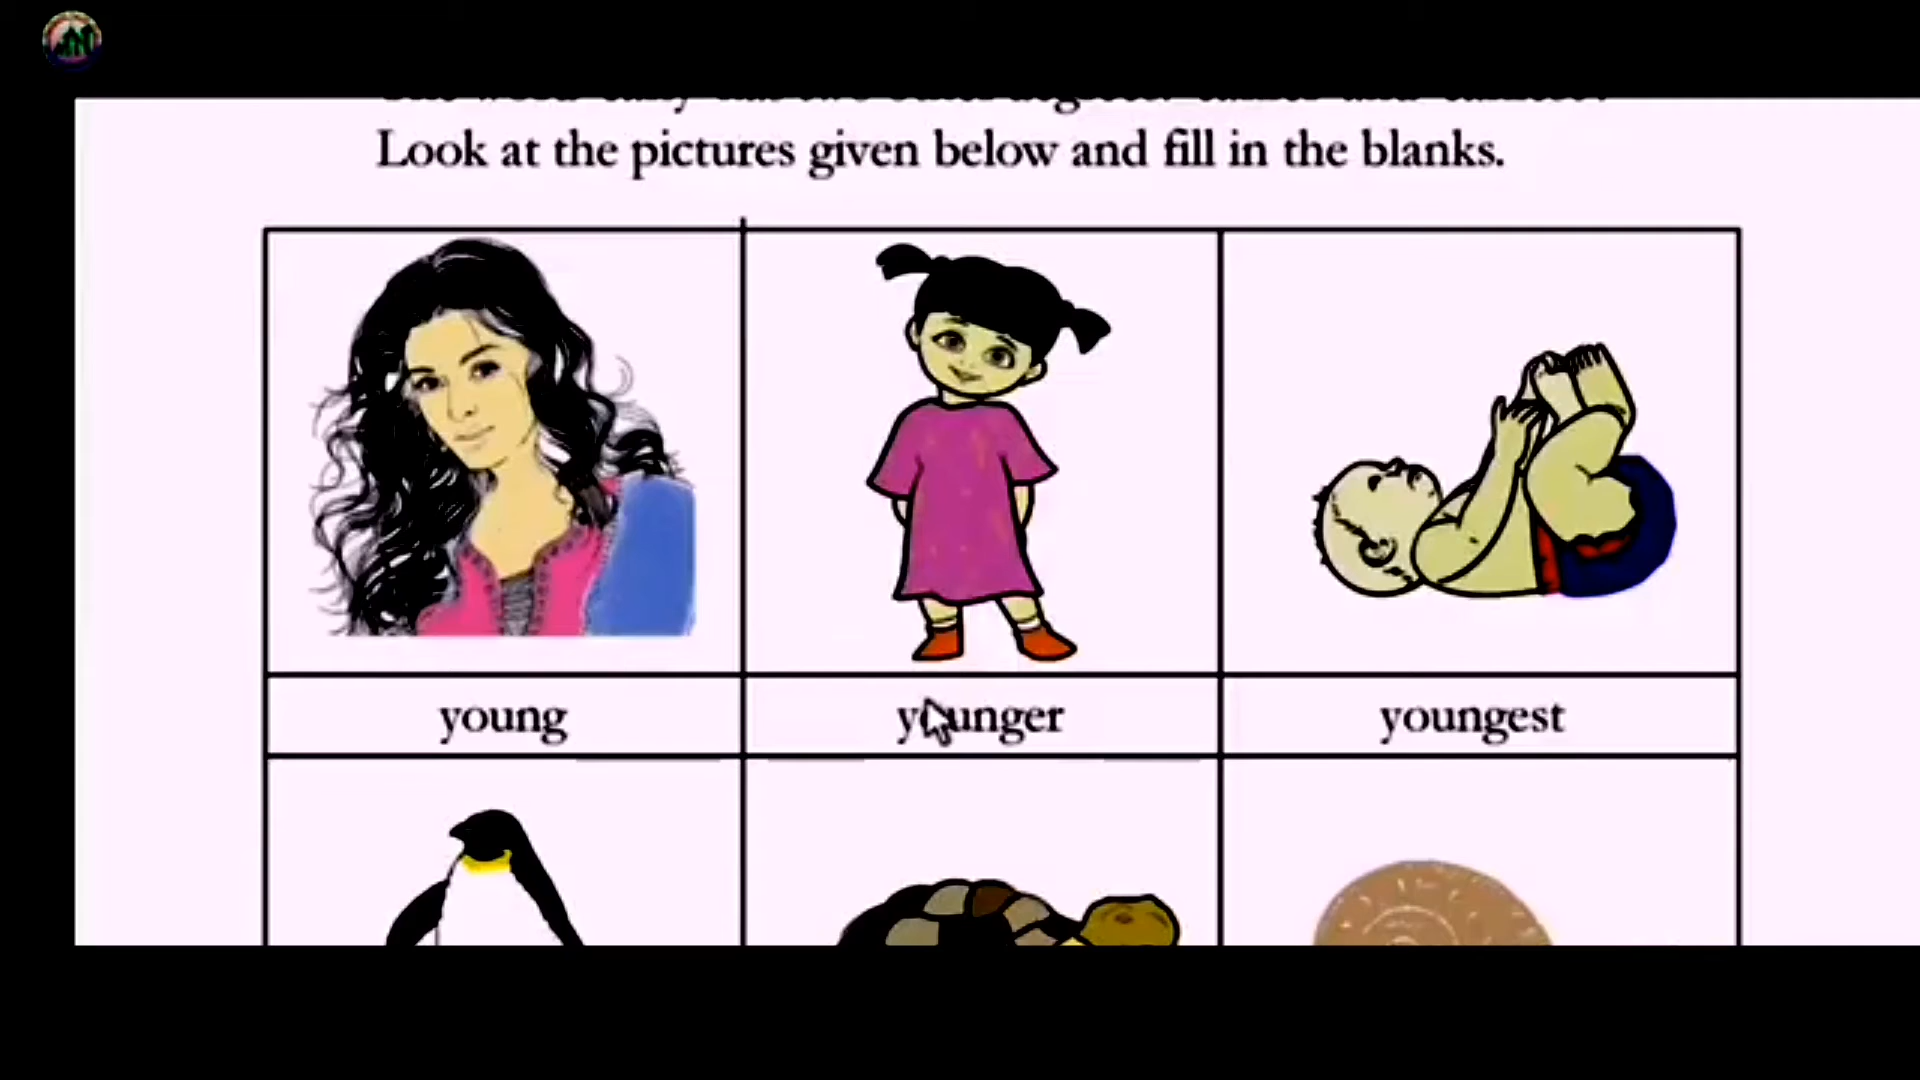 Look at the pictures given below and fill in the blanks.
young
younger
youngest